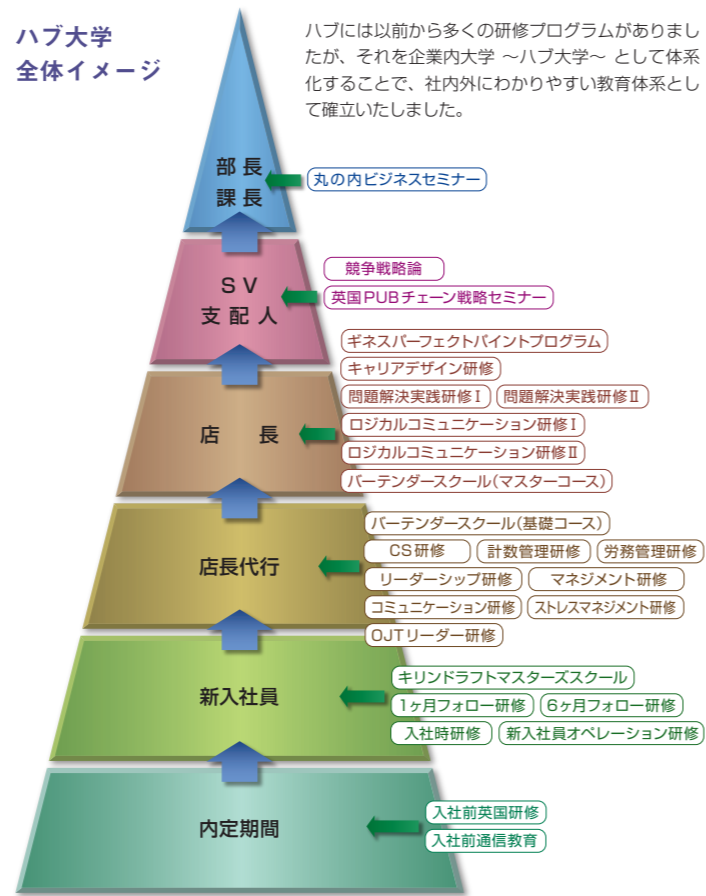 ハブ大学
全体イメージ
ハブには以前から多くの研修プログラムがありまし
たが、それを企業内大学 ～ハブ大学～ として体系
化することで、社内外にわかりやすい教育体系とし
て確立いたしました。
部長
課長
丸の内ビジネスセミナー
SV
支配人
競争戦略論
英国PUBチェーン戦略セミナー
店 長
ギネスパーフェクトパイントプログラム
キャリアデザイン研修
問題解決実践研修Ⅰ 問題解決実践研修Ⅱ
ロジカルコミュニケーション研修Ⅰ
ロジカルコミュニケーション研修Ⅱ
バーテンダースクール(マスターコース)
店長代行
バーテンダースクール(基礎コース)
CS研修 計数管理研修 労務管理研修
リーダーシップ研修 マネジメント研修
コミュニケーション研修 ストレスマネジメント研修
OJTリーダー研修
新入社員
キリンドラフトマスターズスクール
1ヶ月フォロー研修 6ヶ月フォロー研修
入社時研修 新入社員オペレーション研修
内定期間
入社前英国研修
入社前通信教育